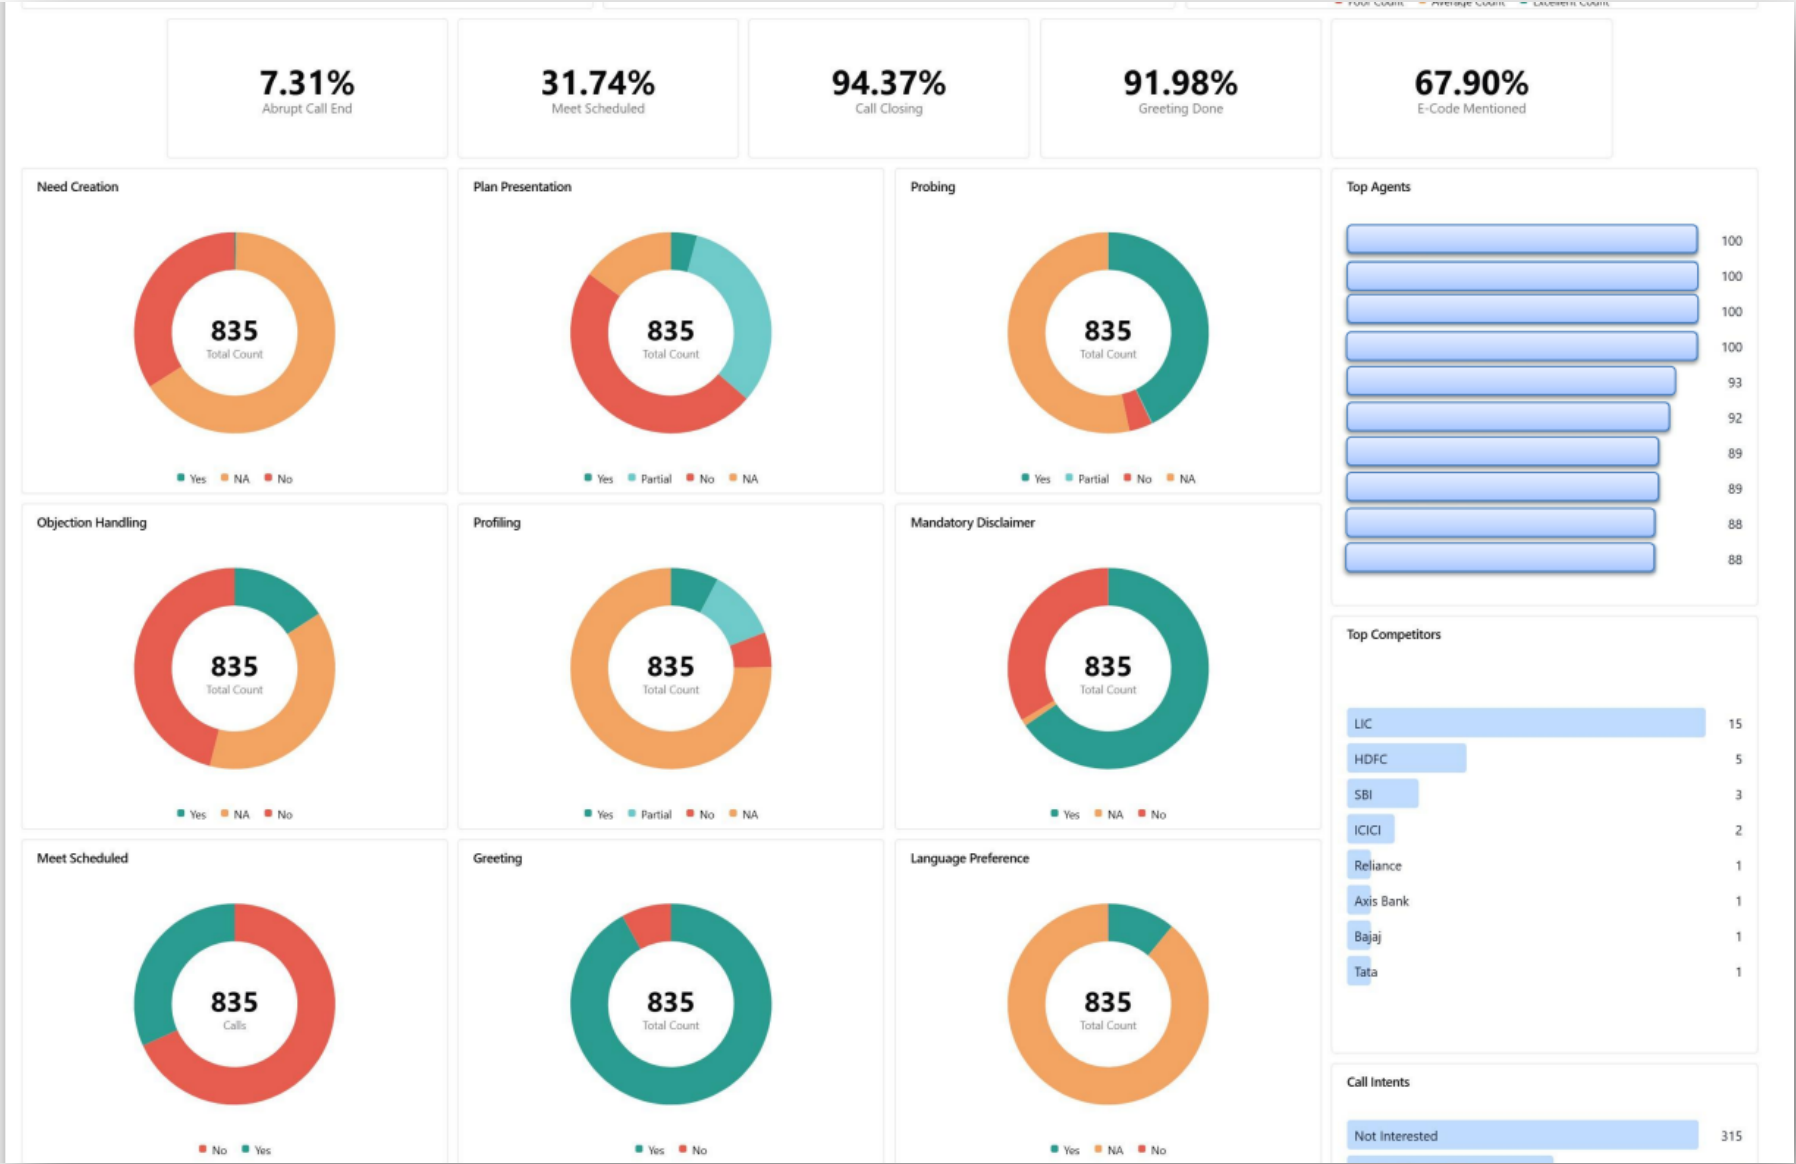 Poor Count Average Count Excellent Count
7.31%
Abrupt Call End
31.74%
Meet Scheduled
94.37%
Call Closing
91.98%
Greeting Done
67.90%
E-Code Mentioned
Need Creation
835
Total Count
Yes NA No
Plan Presentation
835
Total Count
Yes Partial No NA
Probing
835
Total Count
Yes Partial No NA
Top Agents
100
100
100
100
93
92
89
89
88
88
Objection Handling
835
Total Count
Yes NA No
Profiling
835
Total Count
Yes Partial No NA
Mandatory Disclaimer
835
Total Count
Yes NA No
Top Competitors
LIC 15
HDFC 5
SBI 3
ICICI 2
Reliance 1
Axis Bank 1
Bajaj 1
Tata 1
Meet Scheduled
835
Calls
No Yes
Greeting
835
Total Count
Yes No
Language Preference
835
Total Count
Yes NA No
Call Intents
Not Interested 315